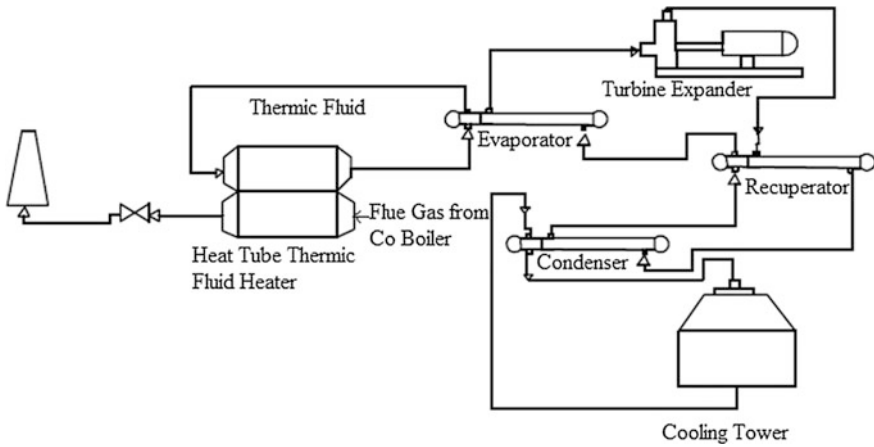 Turbine Expander
Thermic Fluid
Evaporator
Recuperator
Flue Gas from
Co Boiler
Heat Tube Thermic
Fluid Heater
Condenser
Cooling Tower